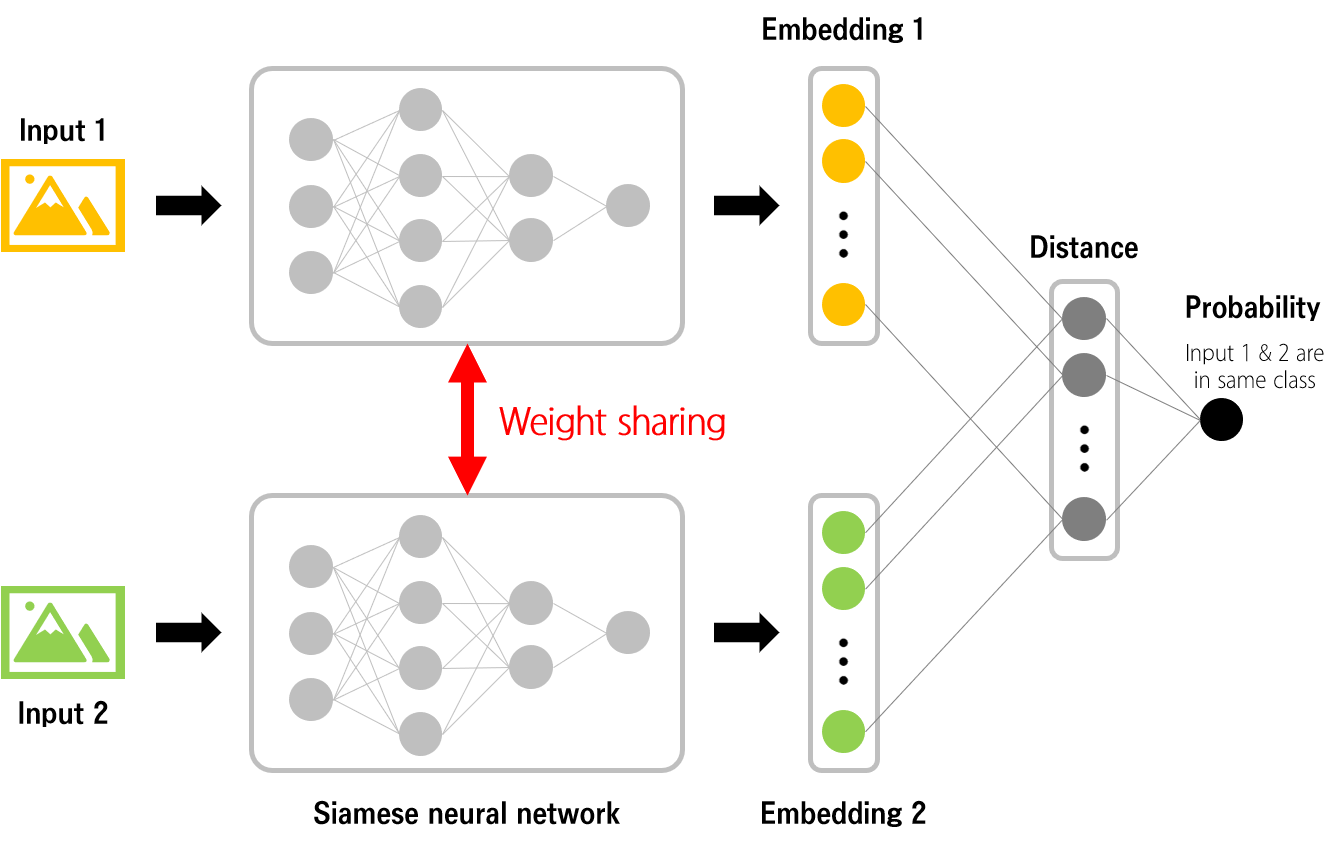 Embedding 1
Input 1
Distance
Probability
Input 1 & 2 are
in same class
Weight sharing
Input 2
Siamese neural network
Embedding 2